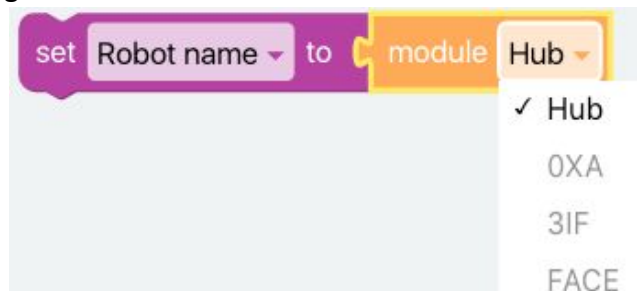 set Robot name to module Hub
✓ Hub
0XA
3IF
FACE